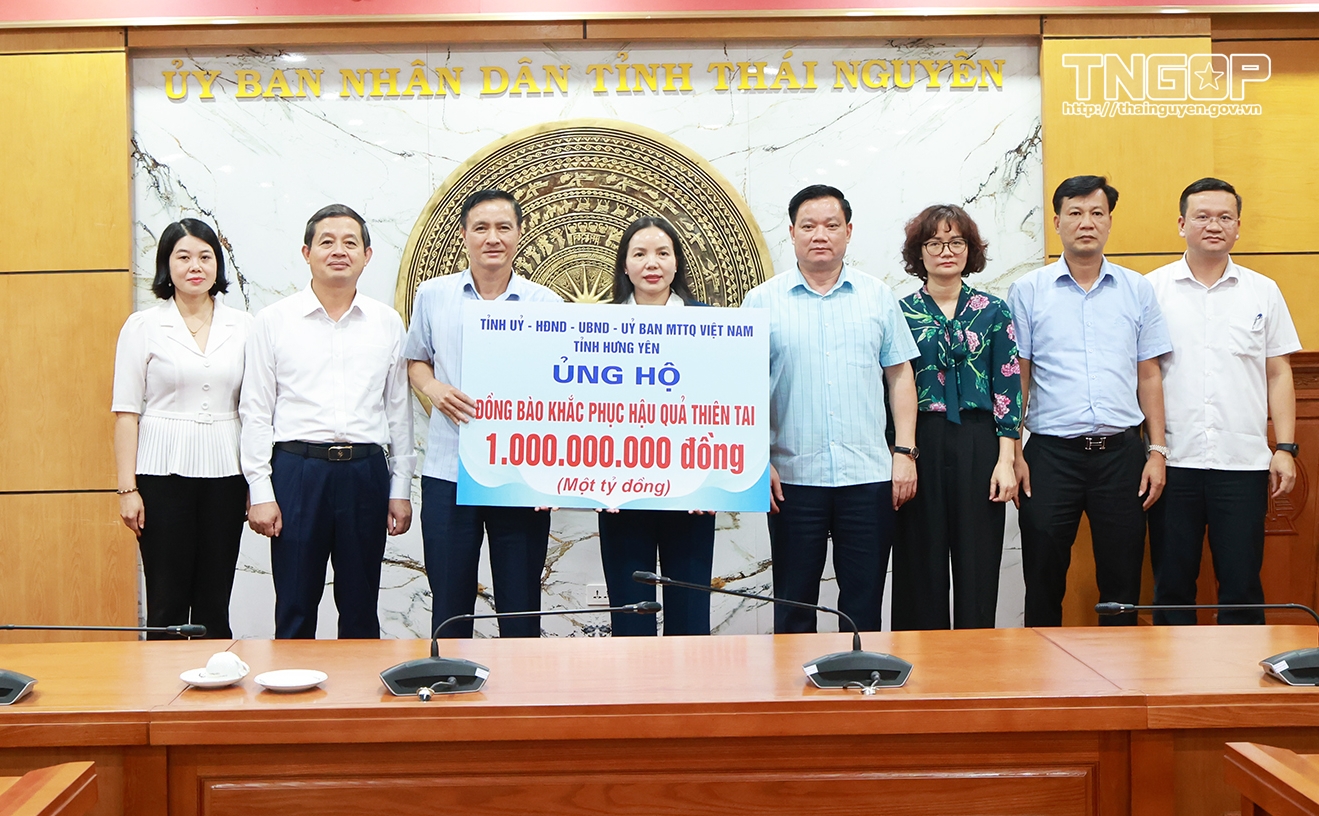 ỦY BAN NHÂN DÂN TỈNH THÁI NGUYÊN
TNGOP
http://thainguyen.gov.vn
TỈNH UỶ - HĐND - UBND - UỶ BAN MTTQ VIỆT NAM
TỈNH HƯNG YÊN
ỦNG HỘ
ĐỒNG BÀO KHẮC PHỤC HẬU QUẢ THIÊN TAI
1.000.000.000 đồng
(Một tỷ đồng)